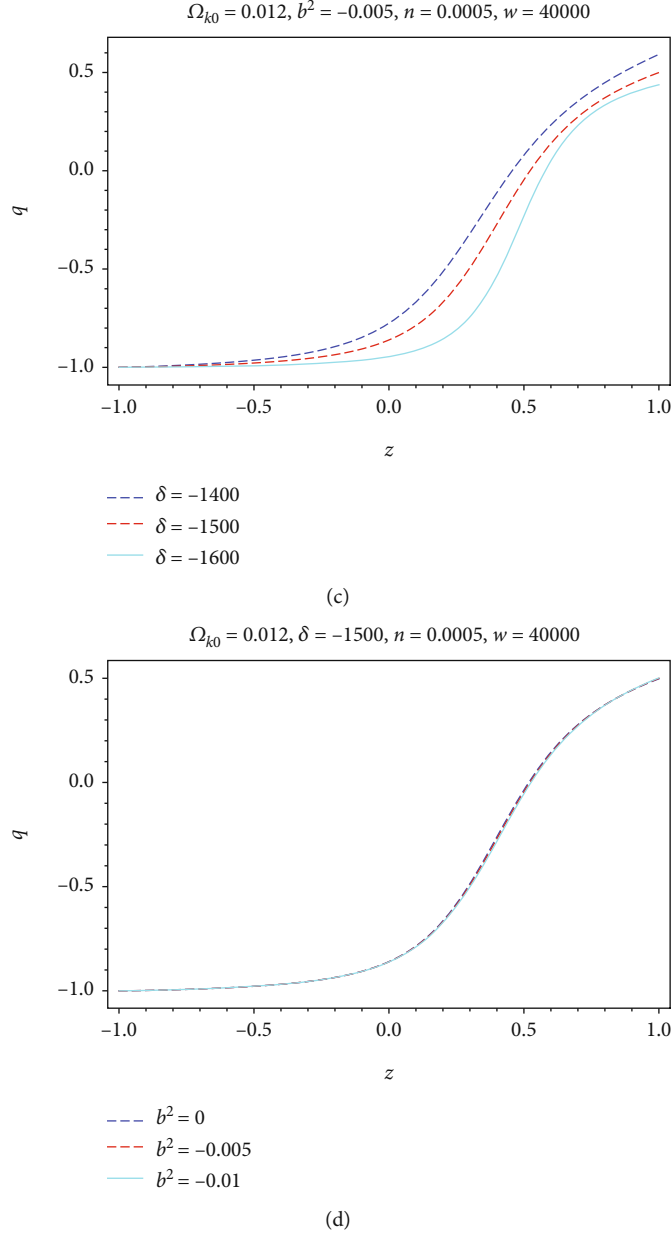 Ωk0 = 0.012, b² = –0.005, n = 0.0005, w = 40000
0.5
0.0
q
–0.5
–1.0
–1.0 –0.5 0.0 0.5 1.0
z
δ = –1400
δ = –1500
δ = –1600
(c)
Ωk0 = 0.012, δ = –1500, n = 0.0005, w = 40000
0.5
0.0
q
–0.5
–1.0
–1.0 –0.5 0.0 0.5 1.0
z
b² = 0
b² = –0.005
b² = –0.01
(d)